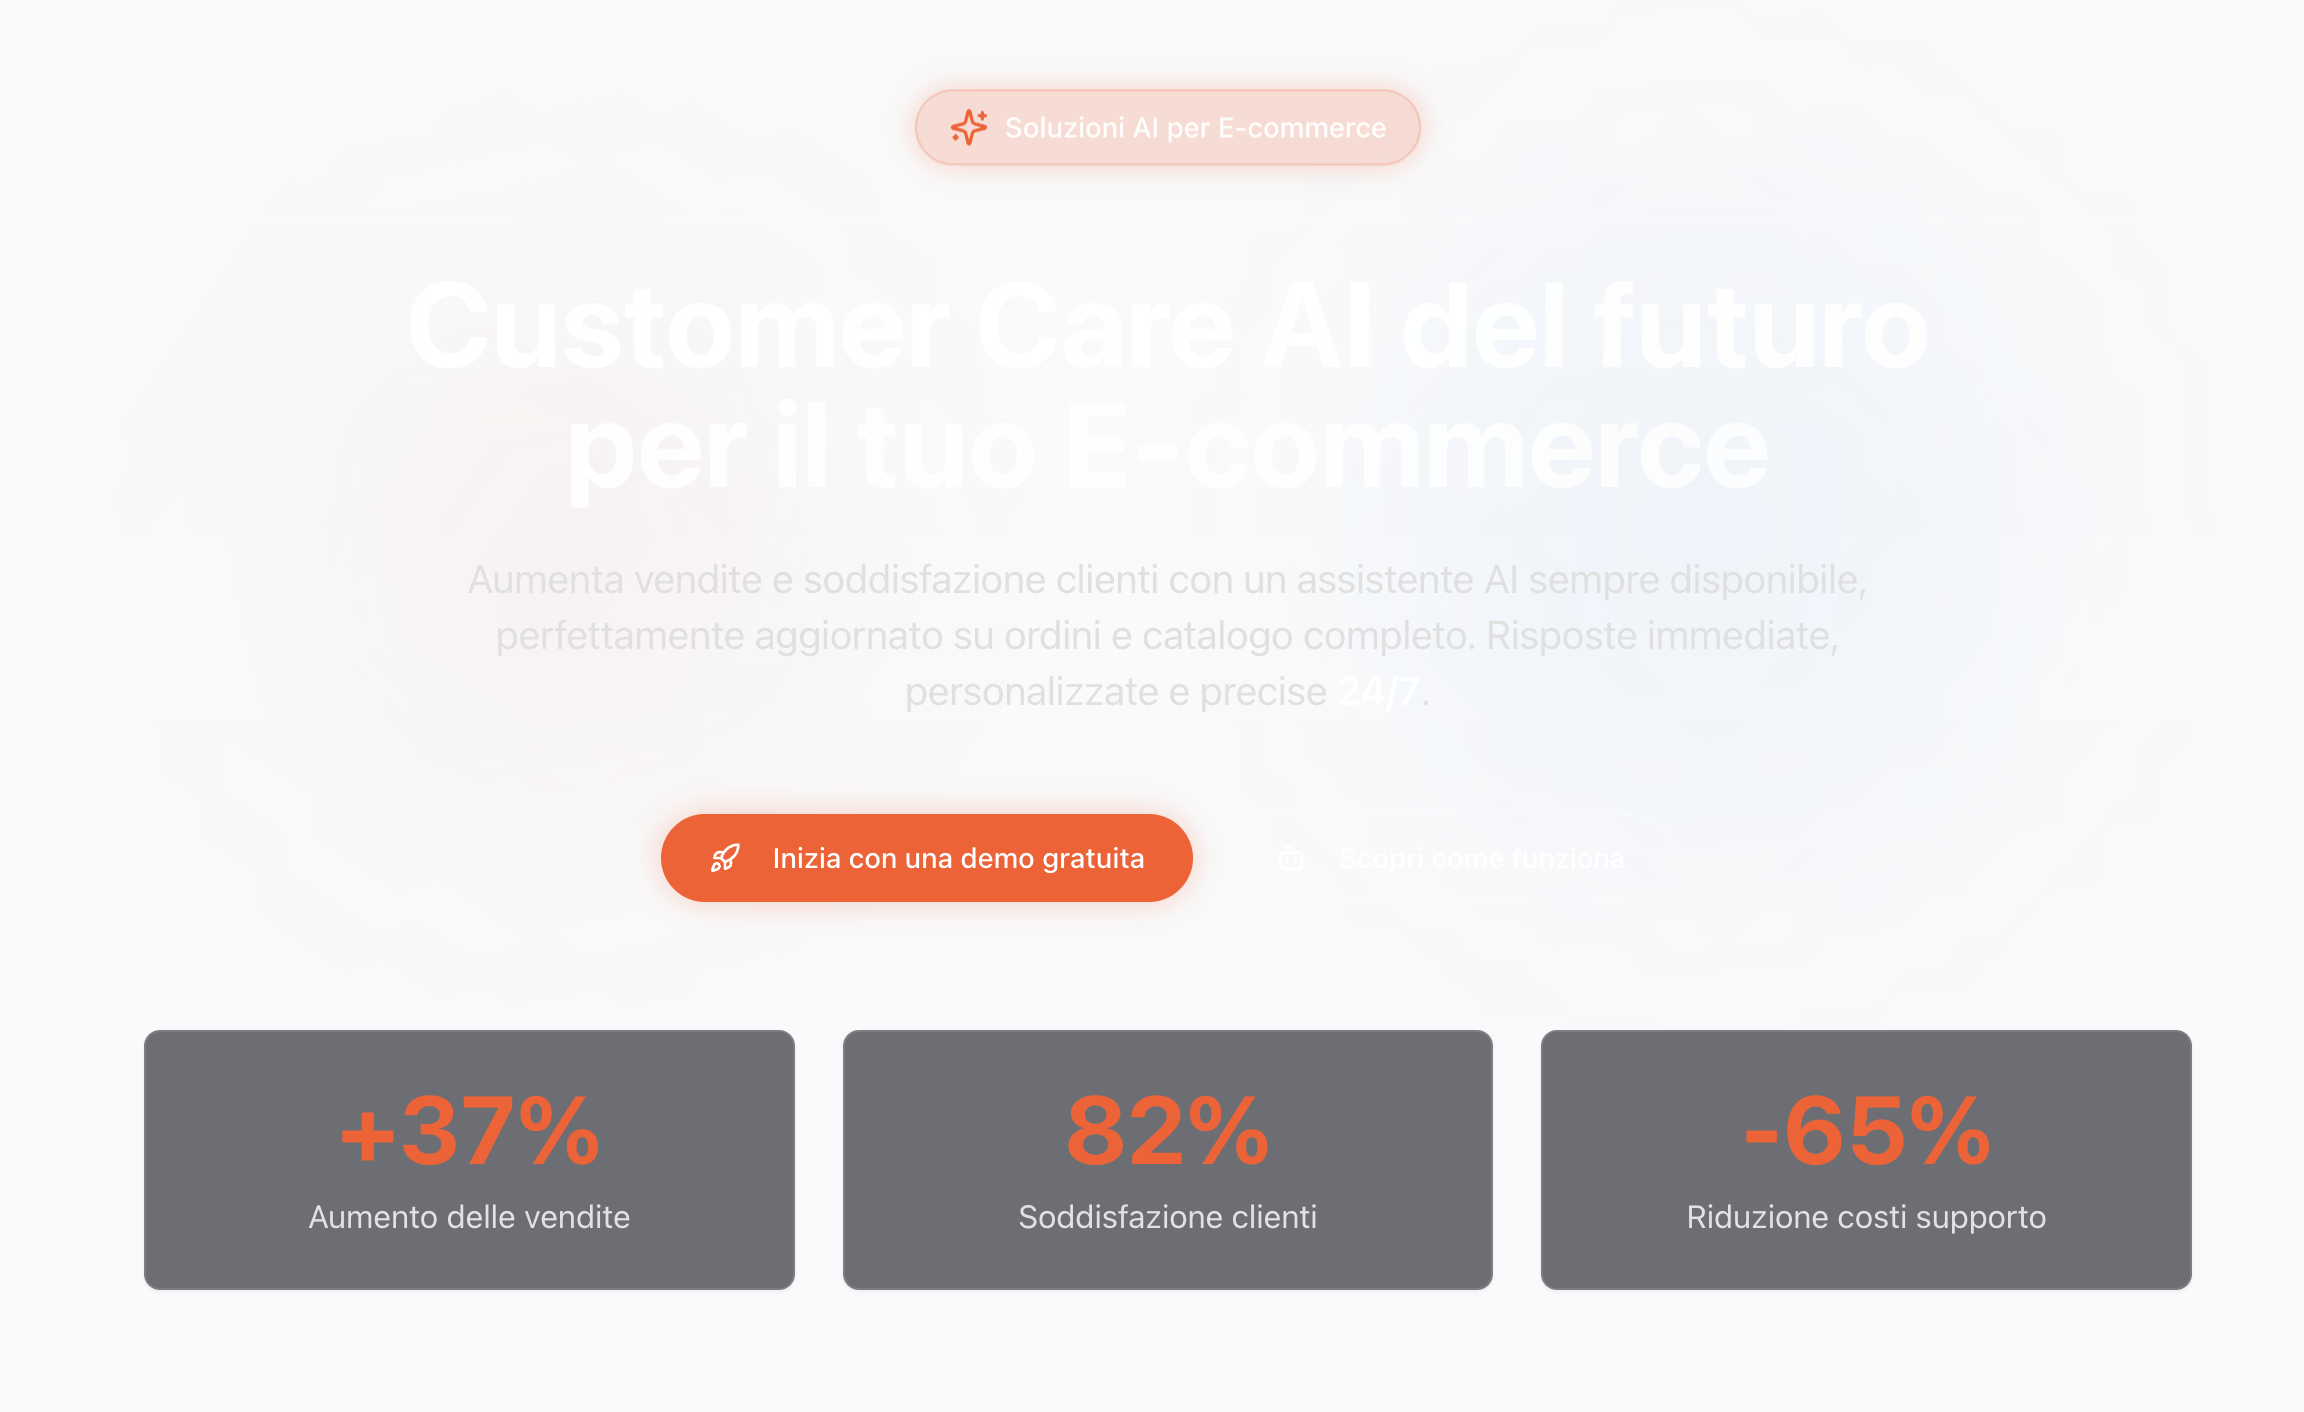 Soluzioni AI per E-commerce
Customer Care AI del futuro
per il tuo E-commerce
Aumenta vendite e soddisfazione clienti con un assistente AI sempre disponibile,
perfettamente aggiornato su ordini e catalogo completo. Risposte immediate,
personalizzate e precise 24/7.
Inizia con una demo gratuita
Scopri come funziona
+37%
Aumento delle vendite
82%
Soddisfazione clienti
-65%
Riduzione costi supporto